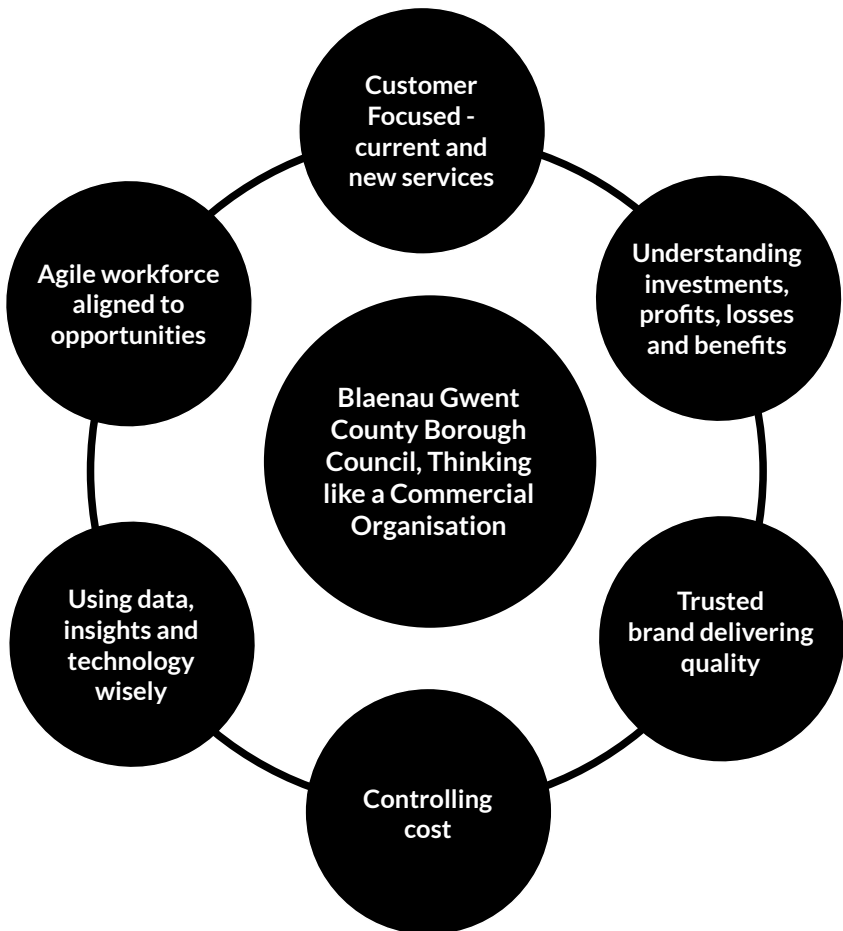 Customer
Focused -
current and
new services
Understanding
investments,
profits, losses
and benefits
Trusted
brand delivering
quality
Controlling
cost
Using data,
insights and
technology
wisely
Agile workforce
aligned to
opportunities
Blaenau Gwent
County Borough
Council, Thinking
like a Commercial
Organisation